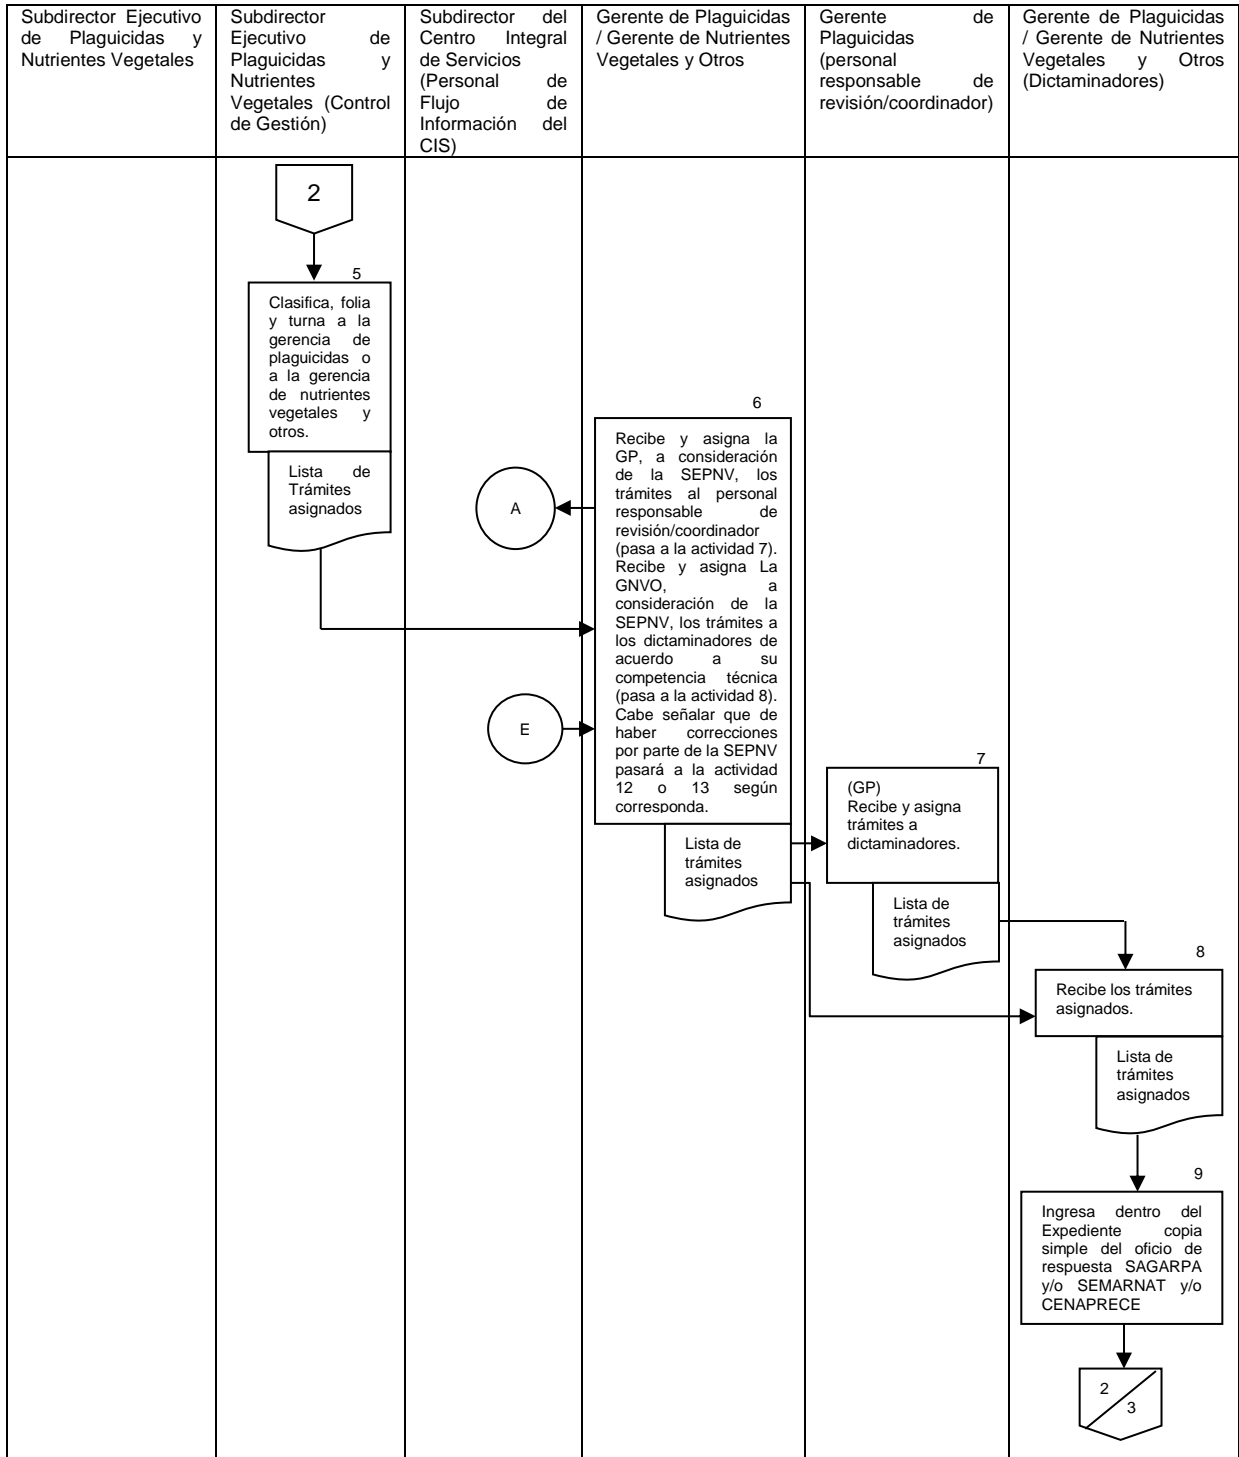 Subdirector Ejecutivo
de Plaguicidas y
Nutrientes Vegetales
Subdirector
Ejecutivo de
Plaguicidas y
Nutrientes
Vegetales (Control
de Gestión)
Subdirector del
Centro Integral
de Servicios
(Personal de
Flujo de
Información del
CIS)
Gerente de Plaguicidas
/ Gerente de Nutrientes
Vegetales y Otros
Gerente de
Plaguicidas
(personal
responsable de
revisión/coordinador)
Gerente de Plaguicidas
/ Gerente de Nutrientes
Vegetales y Otros
(Dictaminadores)
2
5
Clasifica, folia
y turna a la
gerencia de
plaguicidas o
a la gerencia
de nutrientes
vegetales y
otros.
Lista de
Trámites
asignados
A
E
6
Recibe y asigna la
GP, a consideración
de la SEPNV, los
trámites al personal
responsable de
revisión/coordinador
(pasa a la actividad 7).
Recibe y asigna La
GNVO, a
consideración de la
SEPNV, los trámites a
los dictaminadores de
acuerdo a su
competencia técnica
(pasa a la actividad 8).
Cabe señalar que de
haber correcciones
por parte de la SEPNV
pasará a la actividad
12 o 13 según
corresponda.
Lista de
trámites
asignados
7
(GP)
Recibe y asigna
trámites a
dictaminadores.
Lista de
trámites
asignados
8
Recibe los trámites
asignados.
Lista de
trámites
asignados
9
Ingresa dentro del
Expediente copia
simple del oficio de
respuesta SAGARPA
y/o SEMARNAT y/o
CENAPRECE
2
3